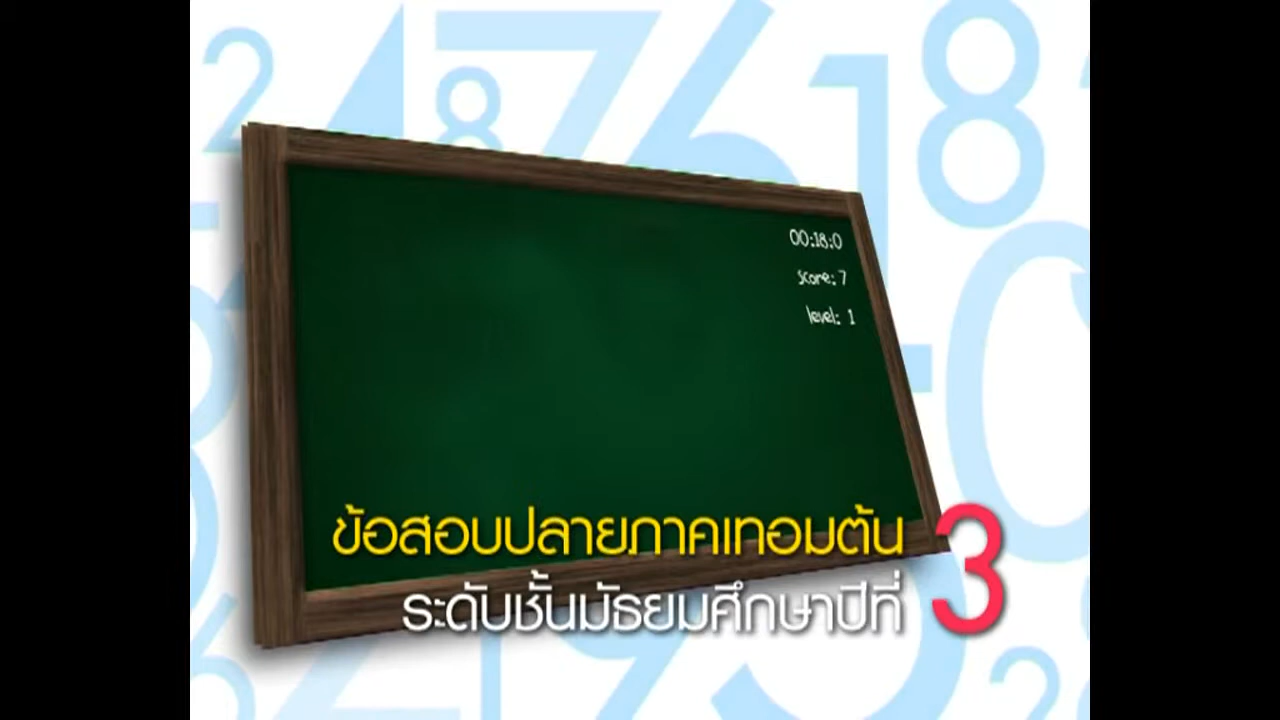 00:18:0
score: 7
level: 1
ข้อสอบปลายภาคเทอมต้น
ระดับชั้นมัธยมศึกษาปีที่ 3